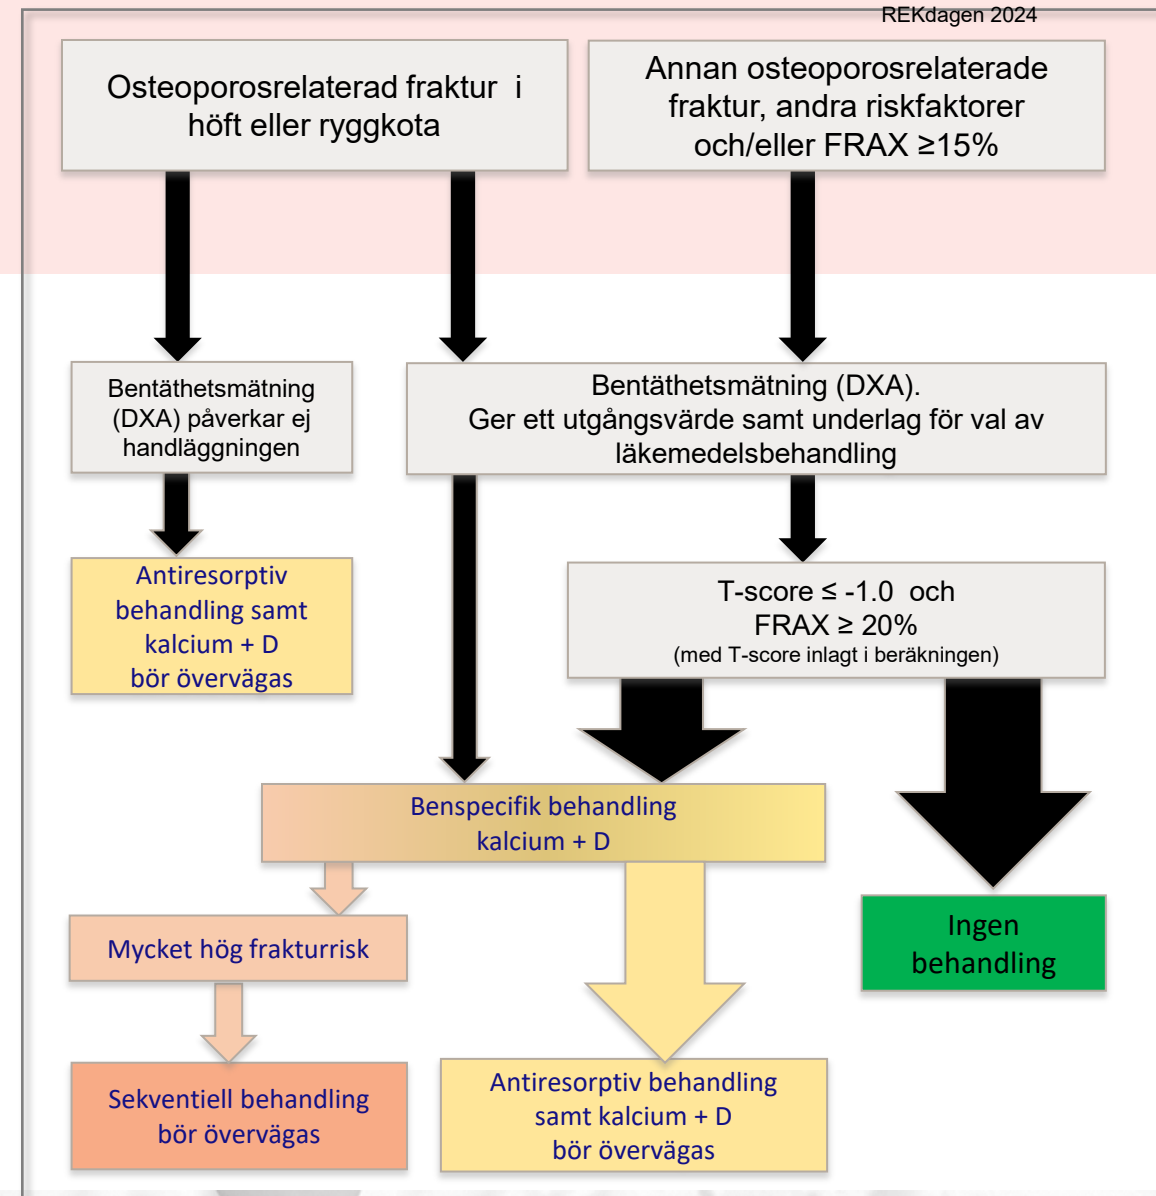 REKdagen 2024
Osteoporosrelaterad fraktur i
höft eller ryggkota
Annan osteoporosrelaterade
fraktur, andra riskfaktorer
och/eller FRAX ≥15%
Bentäthetsmätning
(DXA) påverkar ej
handläggningen
Bentäthetsmätning (DXA).
Ger ett utgångsvärde samt underlag för val av
läkemedelsbehandling
Antiresorptiv
behandling samt
kalcium + D
bör övervägas
T-score ≤ -1.0 och
FRAX ≥ 20%
(med T-score inlagt i beräkningen)
Benspecifik behandling
kalcium + D
Mycket hög frakturrisk
Ingen
behandling
Sekventiell behandling
bör övervägas
Antiresorptiv behandling
samt kalcium + D
bör övervägas